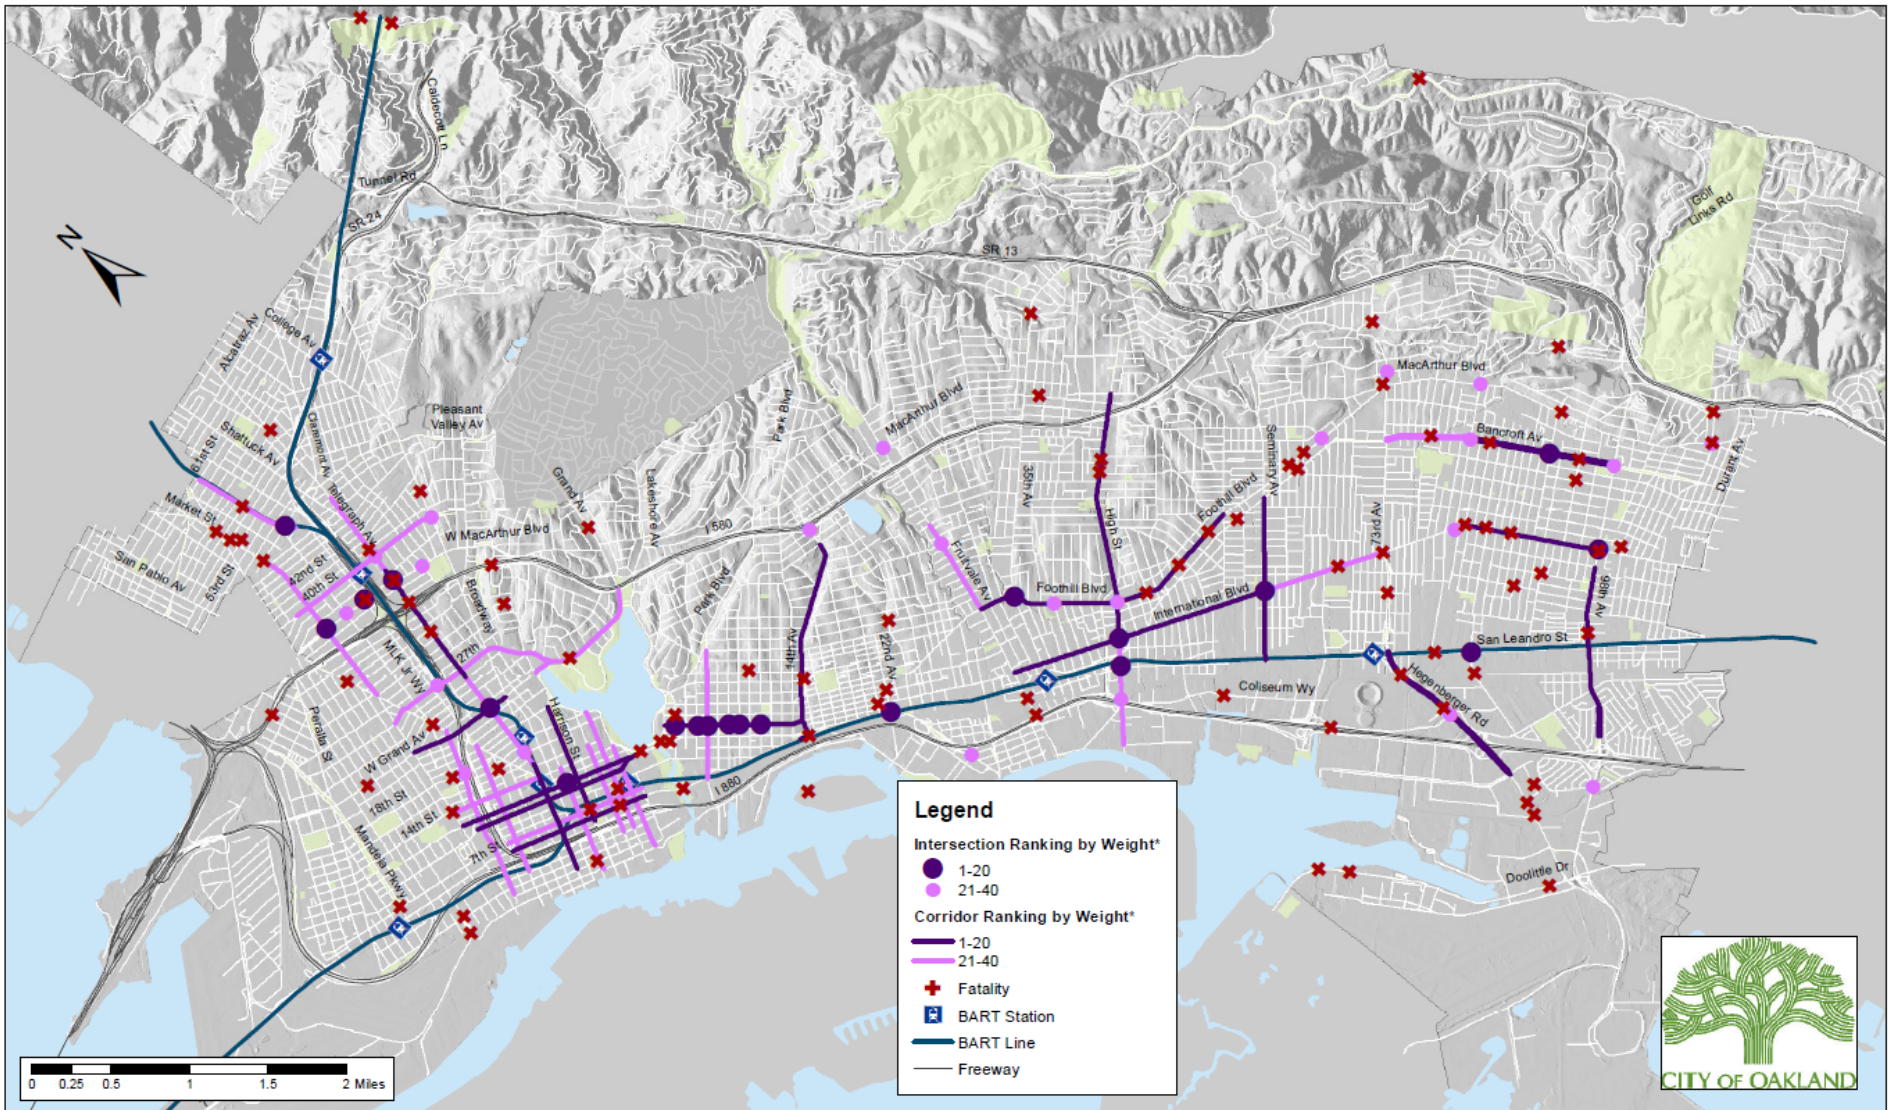 Caldecott Ln
Tunnel Rd
SR 24
N
SR 13
Golf
Links Rd
College Av
Alcatraz Av
MacArthur Blvd
Claremont Av
Pleasant
Valley Av
Park Blvd
MacArthur Blvd
Bancroft Av
Seminary Av
Durant Av
61st St
Shattuck Av
Telegraph Av
Grand Av
Lakeshore Av
35th Av
Foothill Blvd
73rd Av
Market St
W MacArthur Blvd
I 580
High St
San Pablo Av
63rd St
42nd St
40th St
Broadway
Park Blvd
Fruitvale Av
Foothill Blvd
International Blvd
98th Av
27th
14th Av
22nd Av
San Leandro St
MLK Jr Wy
Hegenberger Rd
Coliseum Wy
Peralta St
W Grand Av
Harrison St
18th St
14th St
I 880
7th St
Mandela Pkwy
Doolittle Dr
Legend
Intersection Ranking by Weight*
1-20
21-40
Corridor Ranking by Weight*
1-20
21-40
Fatality
BART Station
BART Line
Freeway
0 0.25 0.5 1 1.5 2 Miles
CITY OF OAKLAND